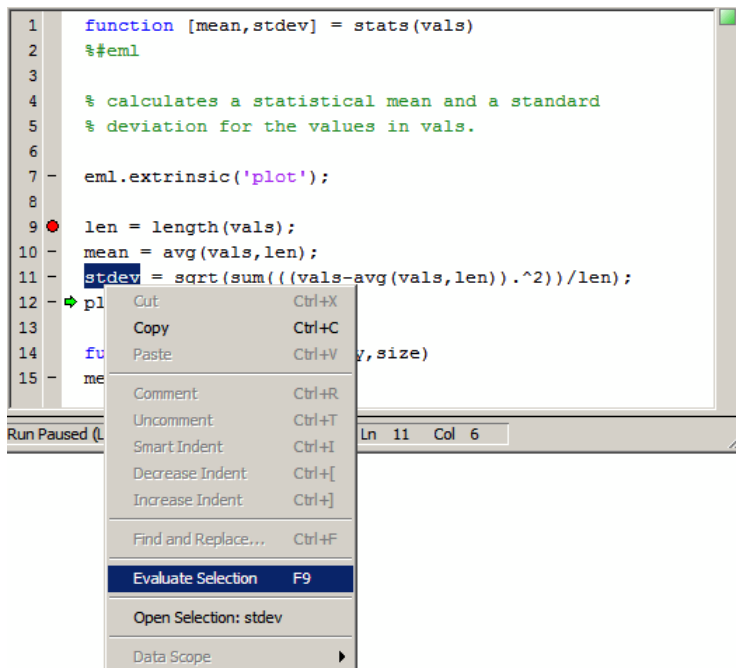 1 function [mean,stdev] = stats(vals)
2 %#eml
3
4 % calculates a statistical mean and a standard
5 % deviation for the values in vals.
6
7 - eml.extrinsic('plot');
8
9 len = length(vals);
10 - mean = avg(vals,len);
11 - stdev = sqrt(sum(((vals-avg(vals,len)).^2))/len);
12 - pl
13
14 fu y,size)
15 - me
Run Paused (L Ln 11 Col 6
Cut Ctrl+X
Copy Ctrl+C
Paste Ctrl+V
Comment Ctrl+R
Uncomment Ctrl+T
Smart Indent Ctrl+I
Decrease Indent Ctrl+[
Increase Indent Ctrl+]
Find and Replace... Ctrl+F
Evaluate Selection F9
Open Selection: stdev
Data Scope